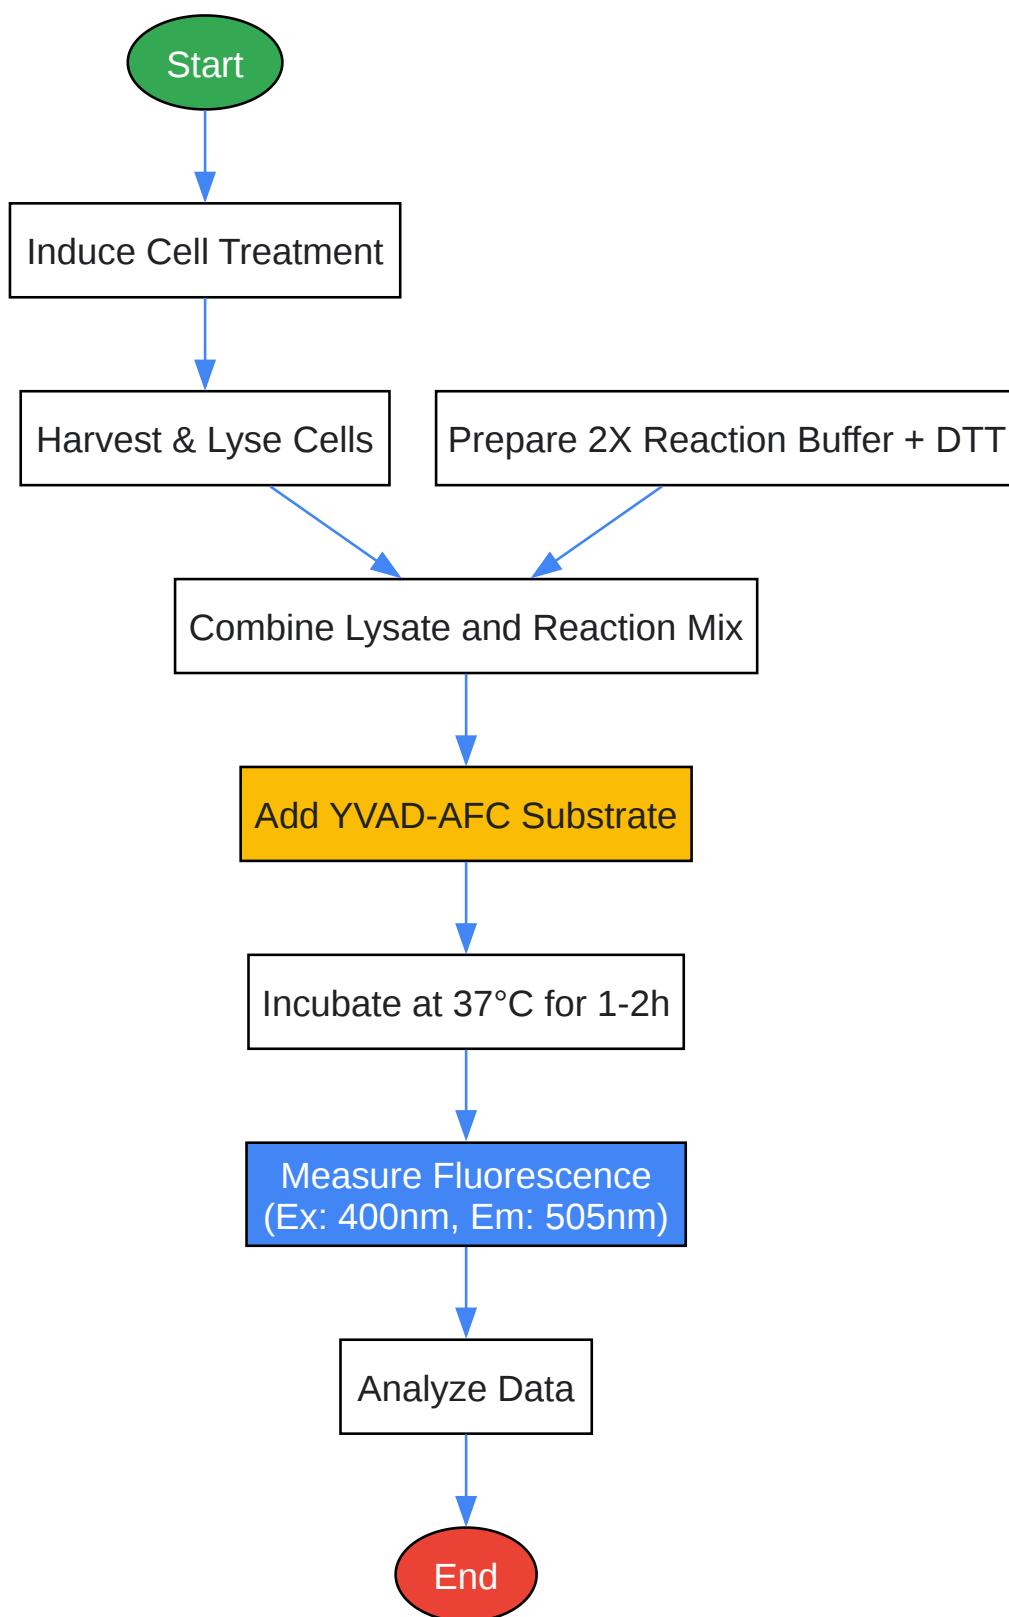 Start
Induce Cell Treatment
Harvest & Lyse Cells
Prepare 2X Reaction Buffer + DTT
Combine Lysate and Reaction Mix
Add YVAD-AFC Substrate
Incubate at 37°C for 1-2h
Measure Fluorescence
(Ex: 400nm, Em: 505nm)
Analyze Data
End